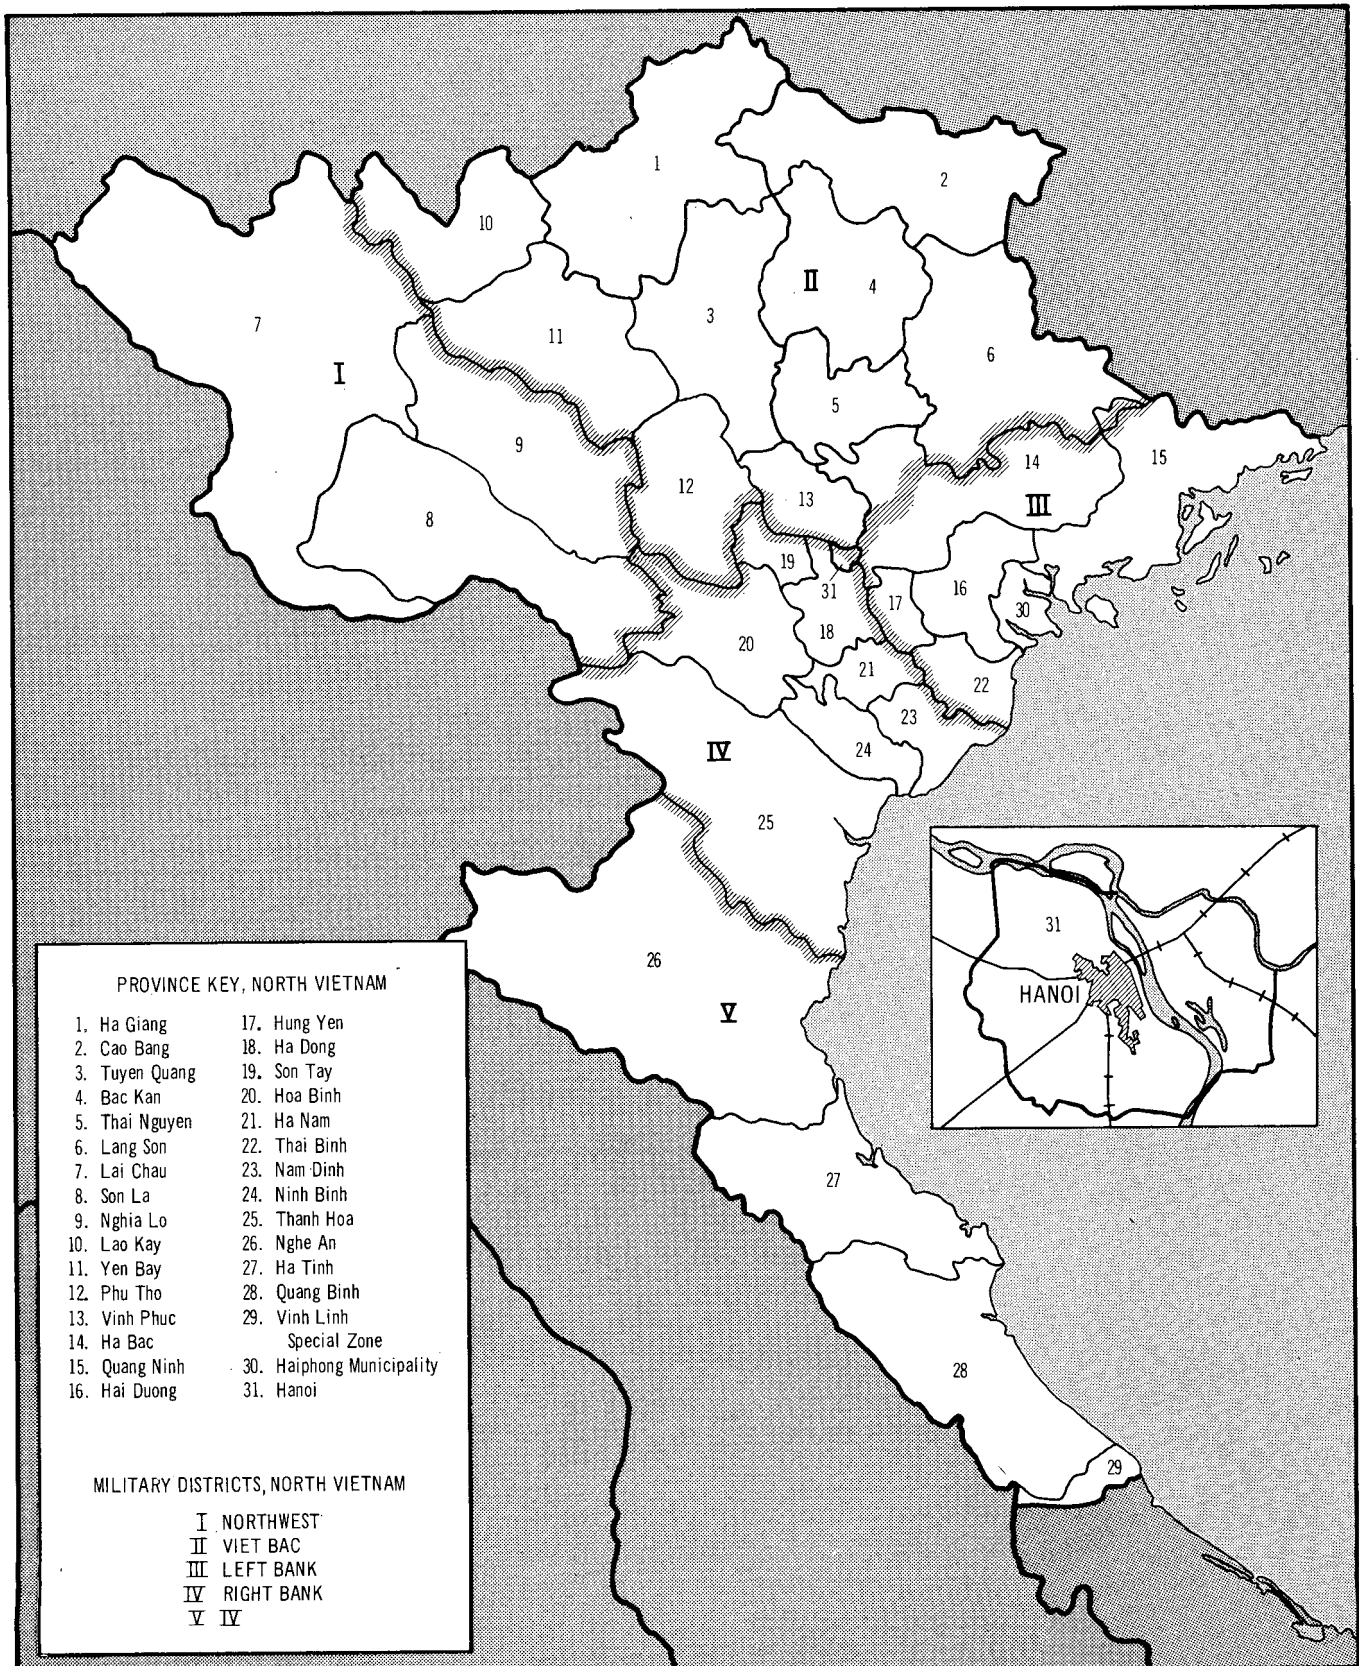 1
2
10
II
4
3
7
11
6
I
5
9
14
15
12
13
III
8
19
16
31
17
30
18
20
21
22
23
IV
24
25
31
26
HANOI
V
27
28
29
PROVINCE KEY, NORTH VIETNAM
1. Ha Giang
2. Cao Bang
3. Tuyen Quang
4. Bac Kan
5. Thai Nguyen
6. Lang Son
7. Lai Chau
8. Son La
9. Nghia Lo
10. Lao Kay
11. Yen Bay
12. Phu Tho
13. Vinh Phuc
14. Ha Bac
15. Quang Ninh
16. Hai Duong
17. Hung Yen
18. Ha Dong
19. Son Tay
20. Hoa Binh
21. Ha Nam
22. Thai Binh
23. Nam Dinh
24. Ninh Binh
25. Thanh Hoa
26. Nghe An
27. Ha Tinh
28. Quang Binh
29. Vinh Linh
Special Zone
30. Haiphong Municipality
31. Hanoi
MILITARY DISTRICTS, NORTH VIETNAM
I NORTHWEST
II VIET BAC
III LEFT BANK
IV RIGHT BANK
V IV